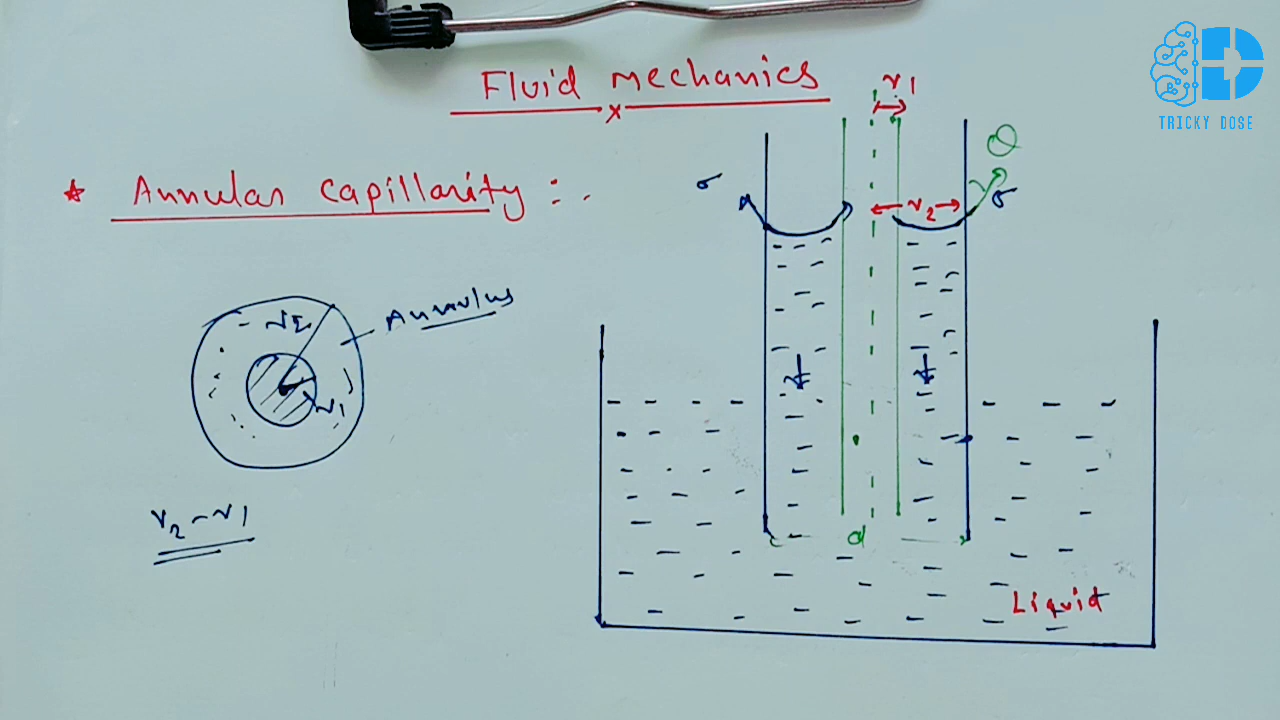 Fluid mechanics
r1
TRICKY DOSE
* Annular capillarity :-
σ
θ
r2
σ
r2
Annulus
r1
r2-r1
d
Liquid